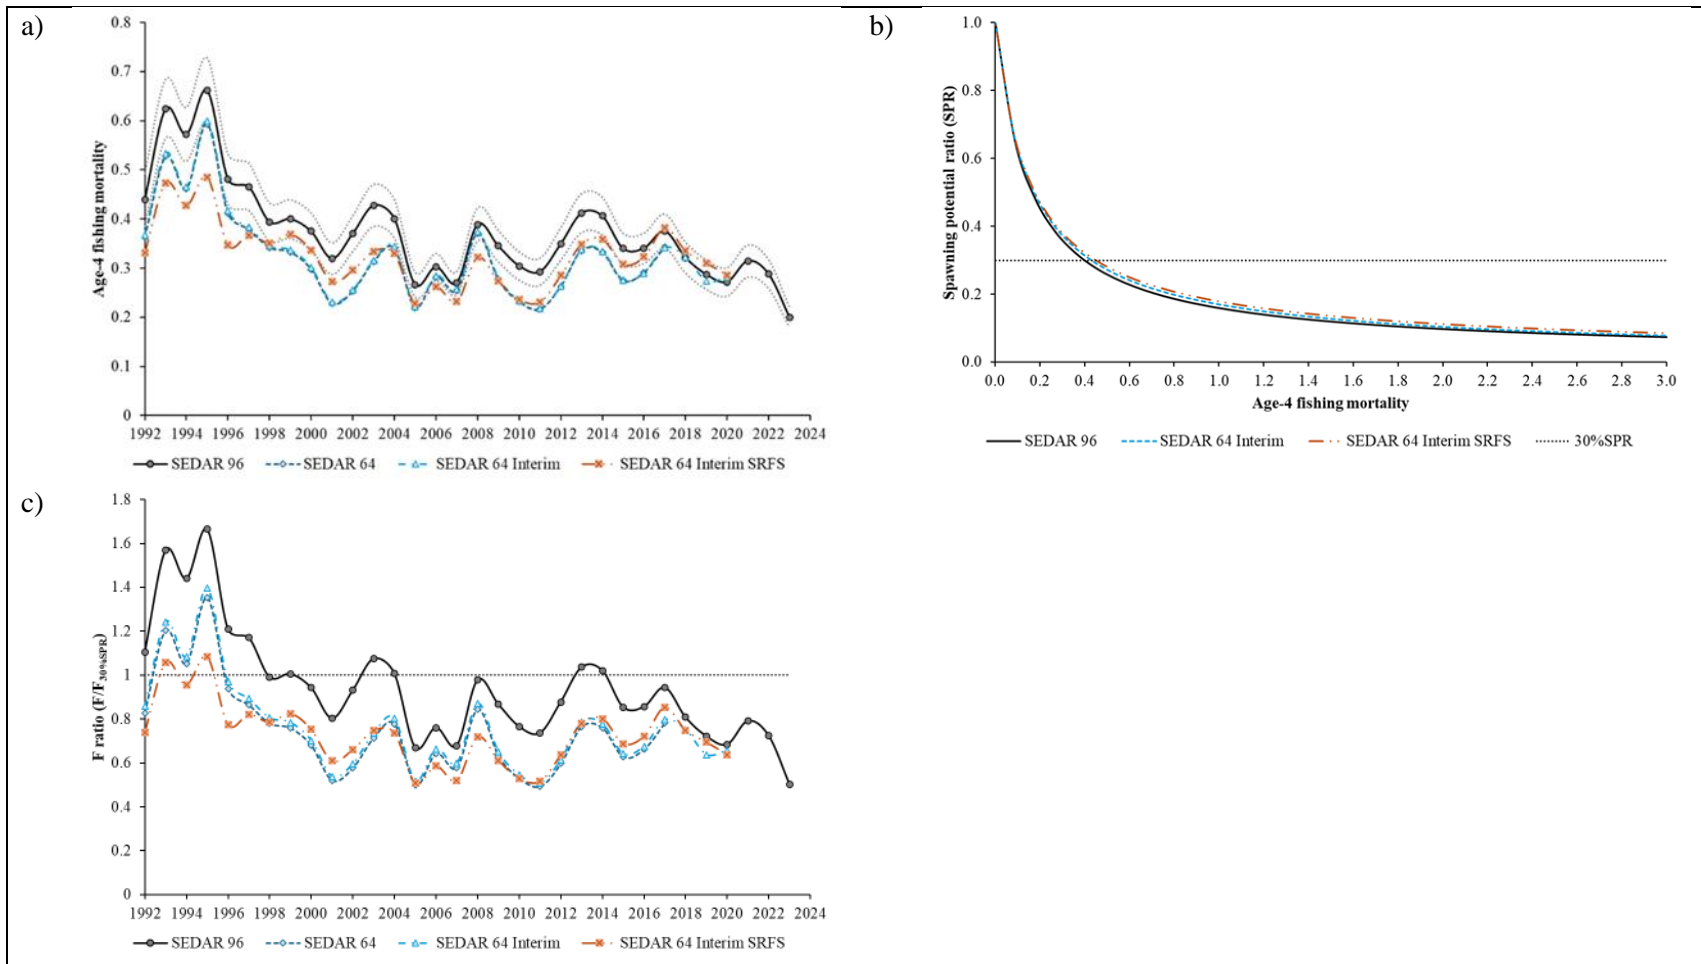 a)
0.8
0.7
0.6
0.5
0.4
0.3
0.2
0.1
0
Age-4 fishing mortality
1992 1994 1996 1998 2000 2002 2004 2006 2008 2010 2012 2014 2016 2018 2020 2022 2024
SEDAR 96 SEDAR 64 SEDAR 64 Interim SEDAR 64 Interim SRFS
b)
1.0
0.8
0.6
0.4
0.2
0.0
Spawning potential ratio (SPR)
0.0 0.2 0.4 0.6 0.8 1.0 1.2 1.4 1.6 1.8 2.0 2.2 2.4 2.6 2.8 3.0
Age-4 fishing mortality
SEDAR 96 SEDAR 64 Interim SEDAR 64 Interim SRFS 30%SPR
c)
1.8
1.6
1.4
1.2
1
0.8
0.6
0.4
0.2
0
F ratio (F/F30%SPR)
1992 1994 1996 1998 2000 2002 2004 2006 2008 2010 2012 2014 2016 2018 2020 2022 2024
SEDAR 96 SEDAR 64 SEDAR 64 Interim SEDAR 64 Interim SRFS